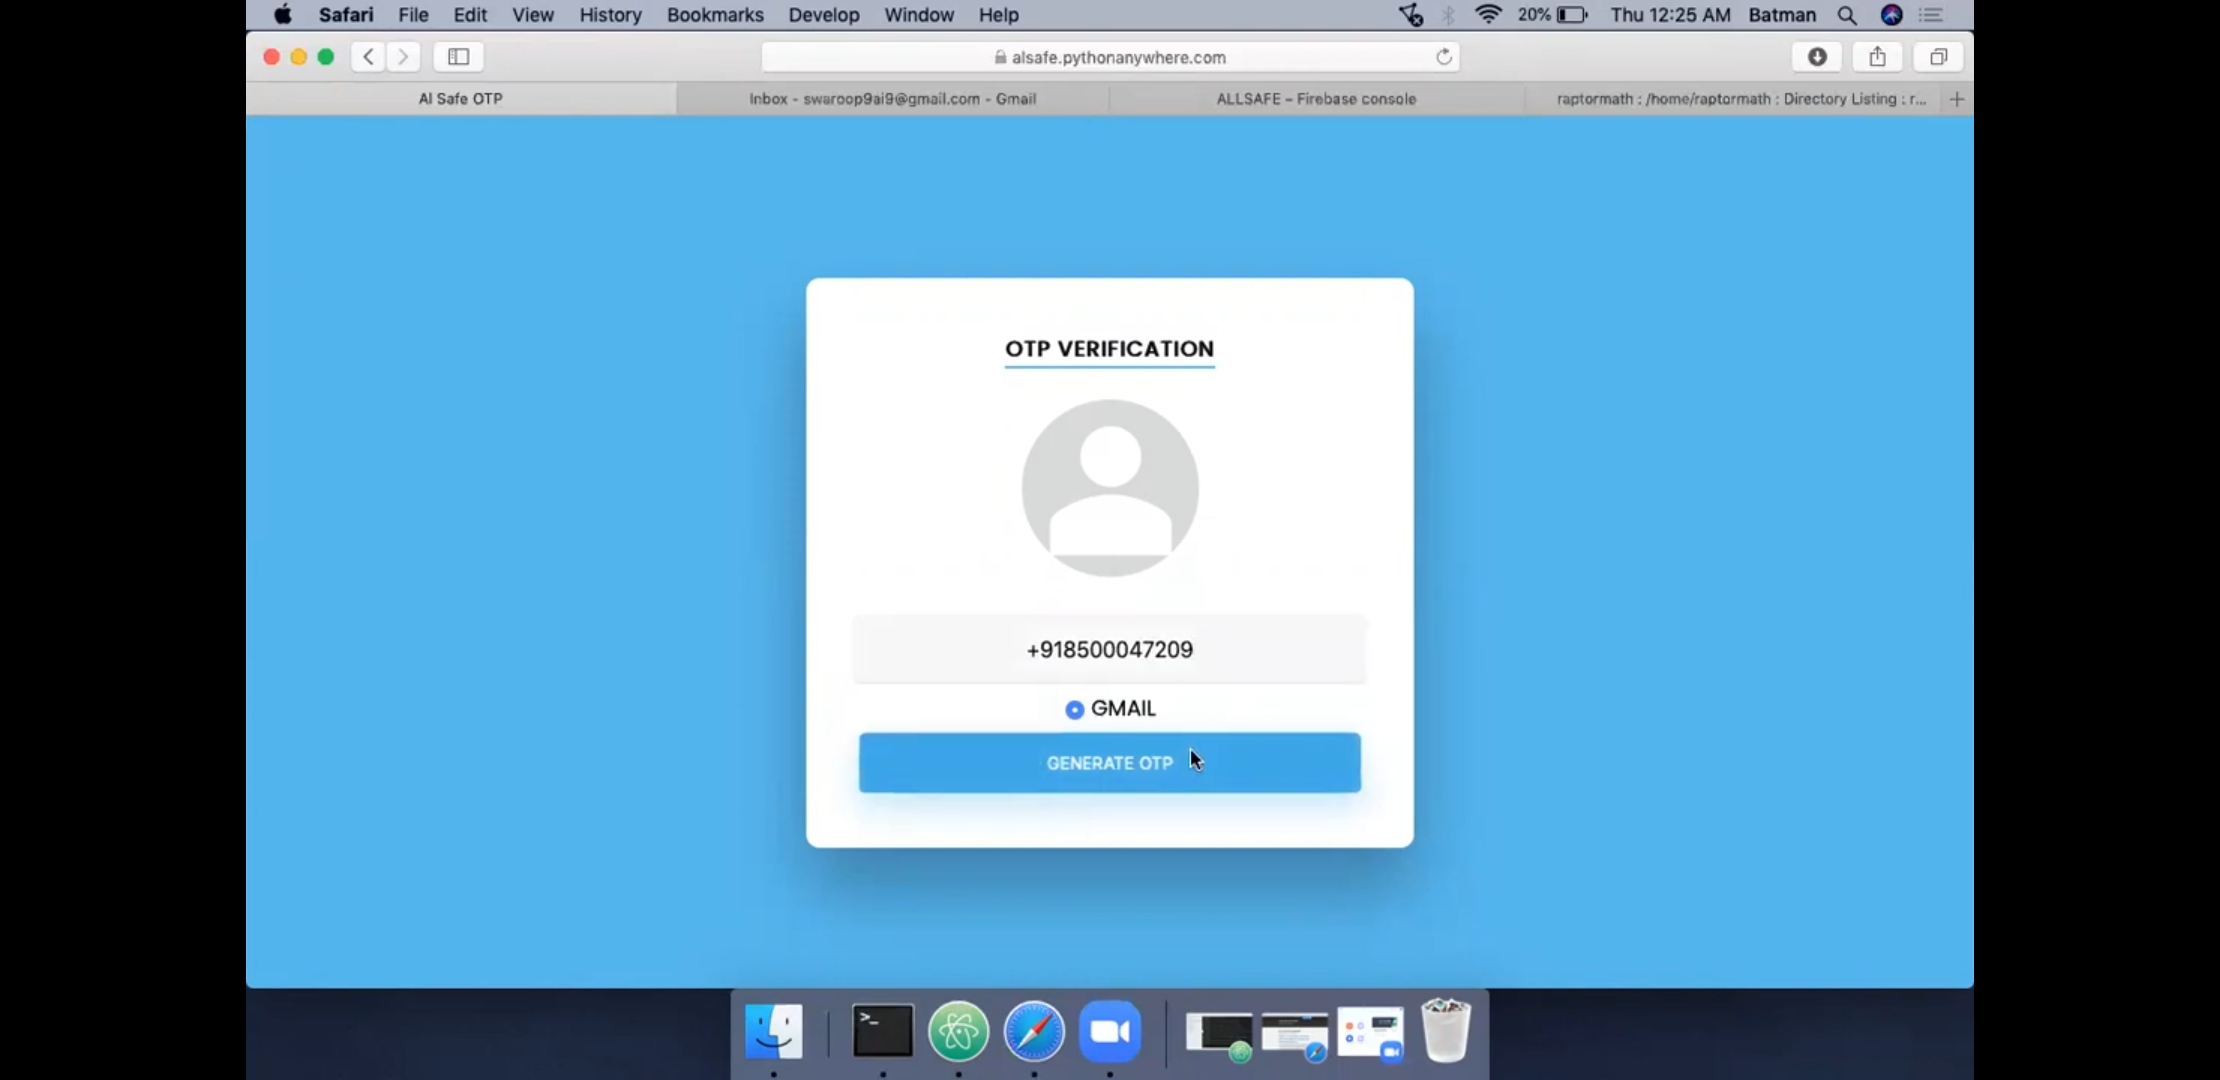 Safari File Edit View History Bookmarks Develop Window Help 20% Thu 12:25 AM Batman
alsafe.pythonanywhere.com
AI Safe OTP Inbox - swaroop9ai9@gmail.com - Gmail ALLSAFE – Firebase console raptormath : /home/raptormath : Directory Listing : r...
OTP VERIFICATION
+918500047209
GMAIL
GENERATE OTP